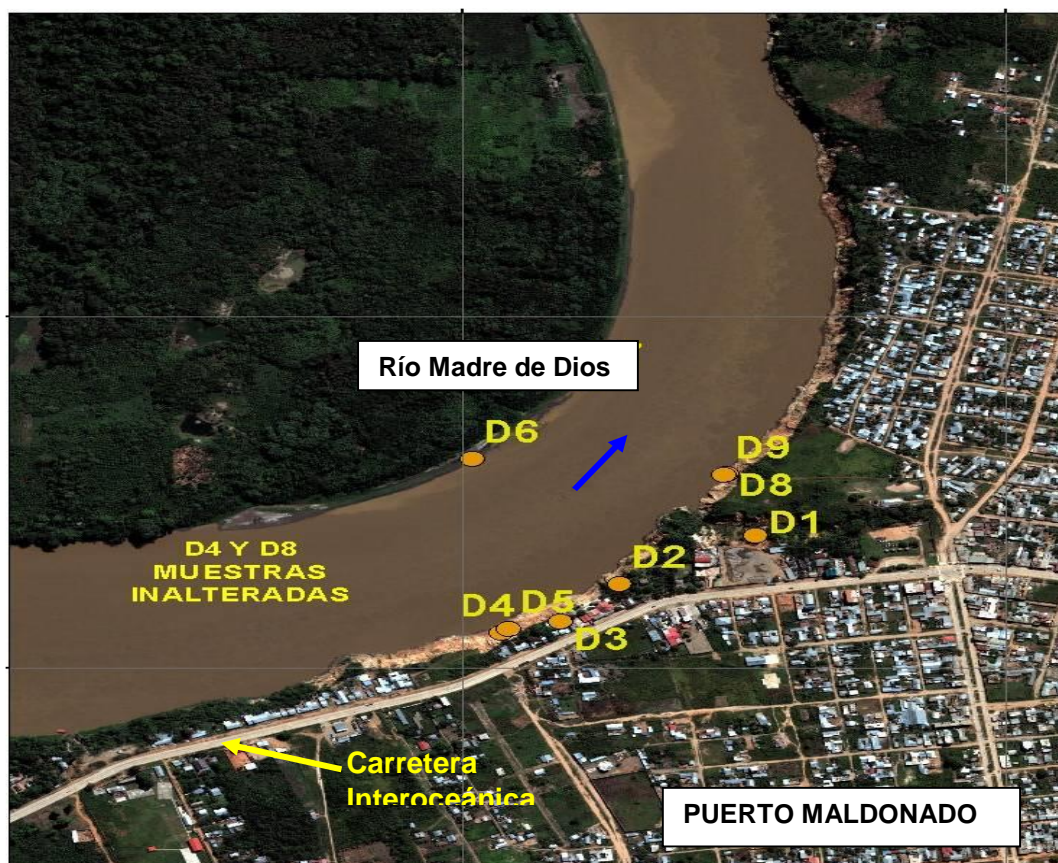 Río Madre de Dios
D6
D9
D8
D1
D2
D4 Y D8
MUESTRAS
INALTERADAS
D4
D5
D3
Carretera
Interoceánica
PUERTO MALDONADO